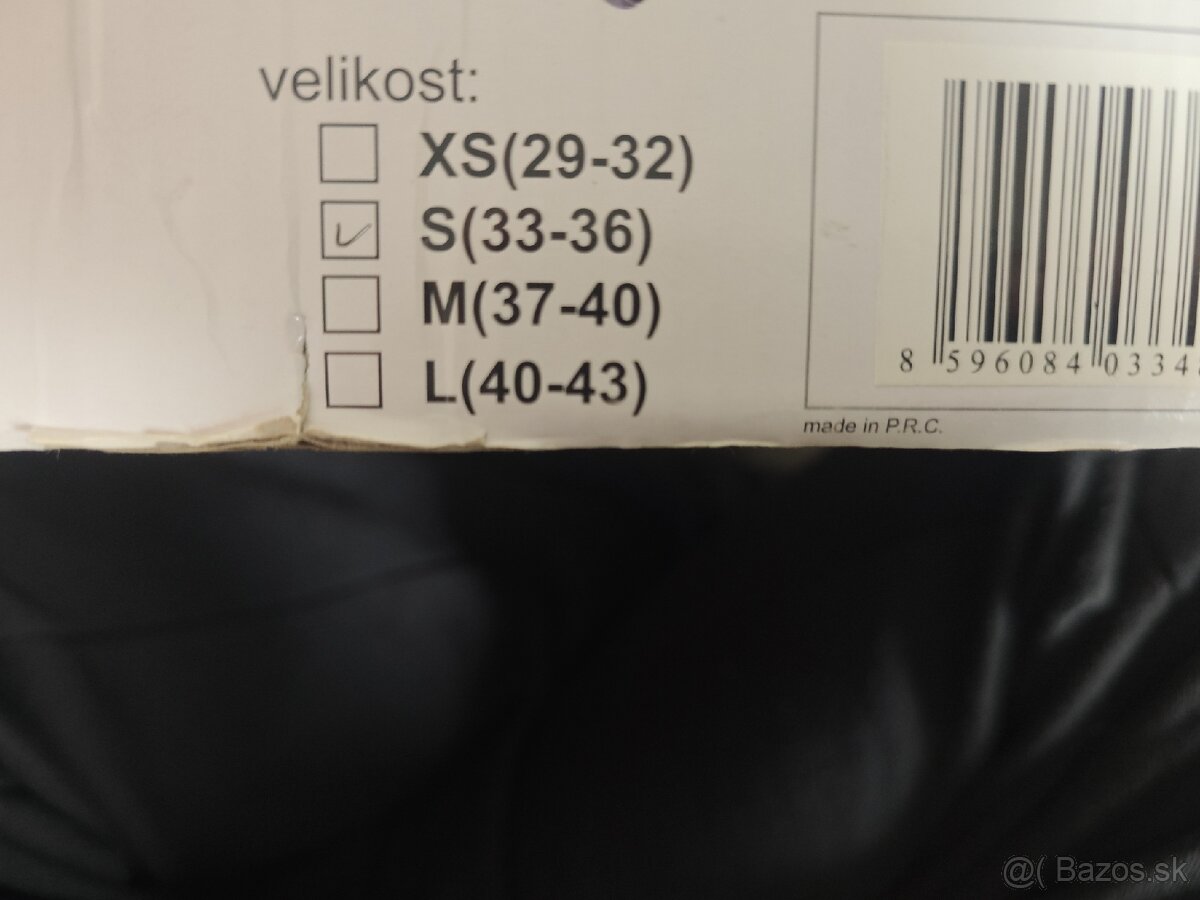 velikost:
XS(29-32)
S(33-36)
M(37-40)
L(40-43)
8 596084 0334
made in P.R.C.
@( Bazos.sk